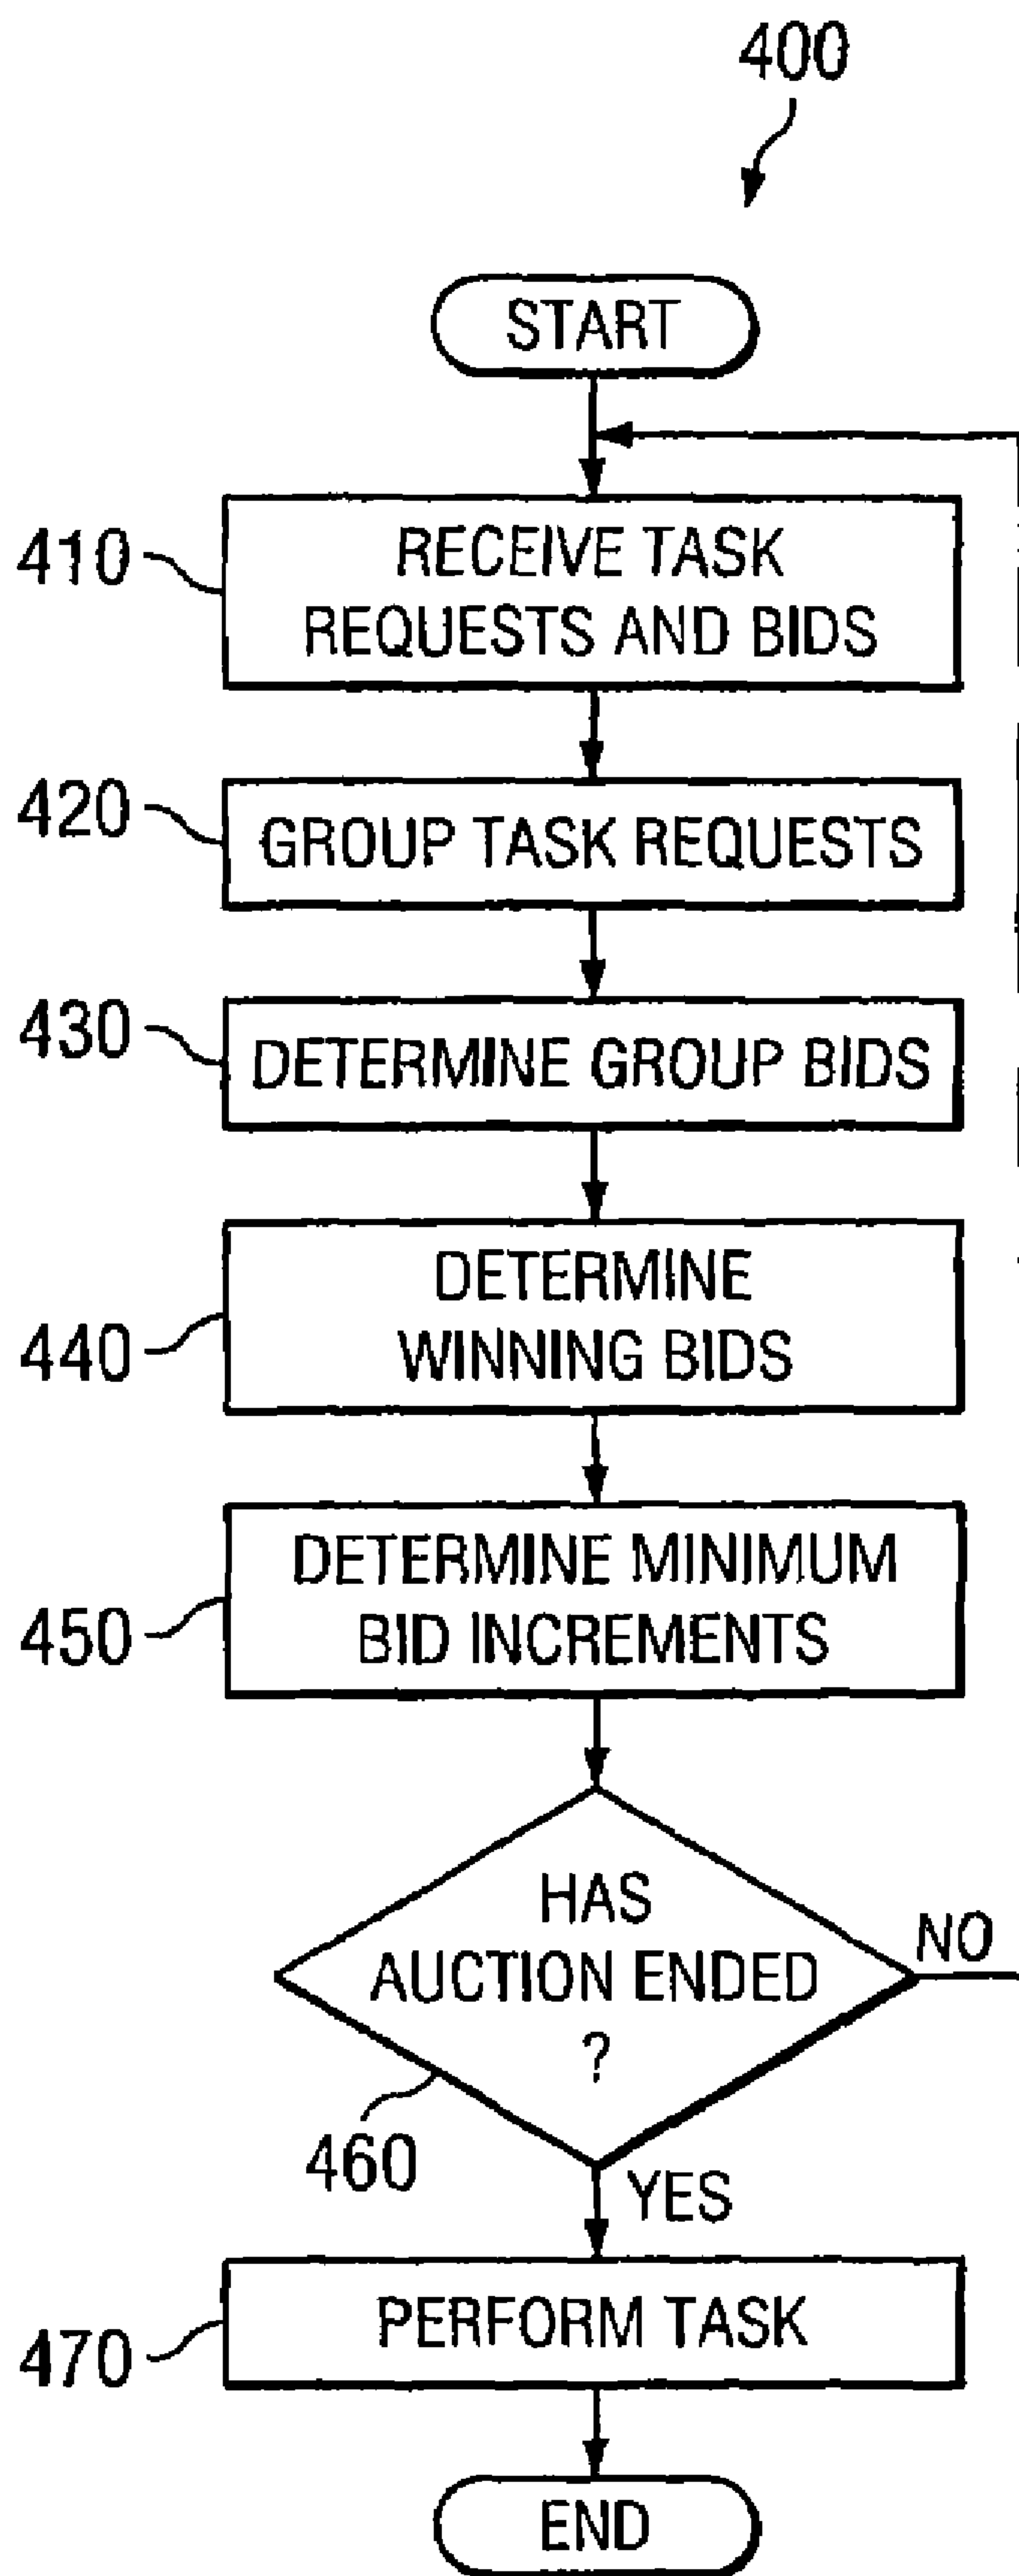 400
START
410
RECEIVE TASK
REQUESTS AND BIDS
420
GROUP TASK REQUESTS
430
DETERMINE GROUP BIDS
440
DETERMINE
WINNING BIDS
450
DETERMINE MINIMUM
BID INCREMENTS
HAS
AUCTION ENDED
?
NO
460
YES
470
PERFORM TASK
END